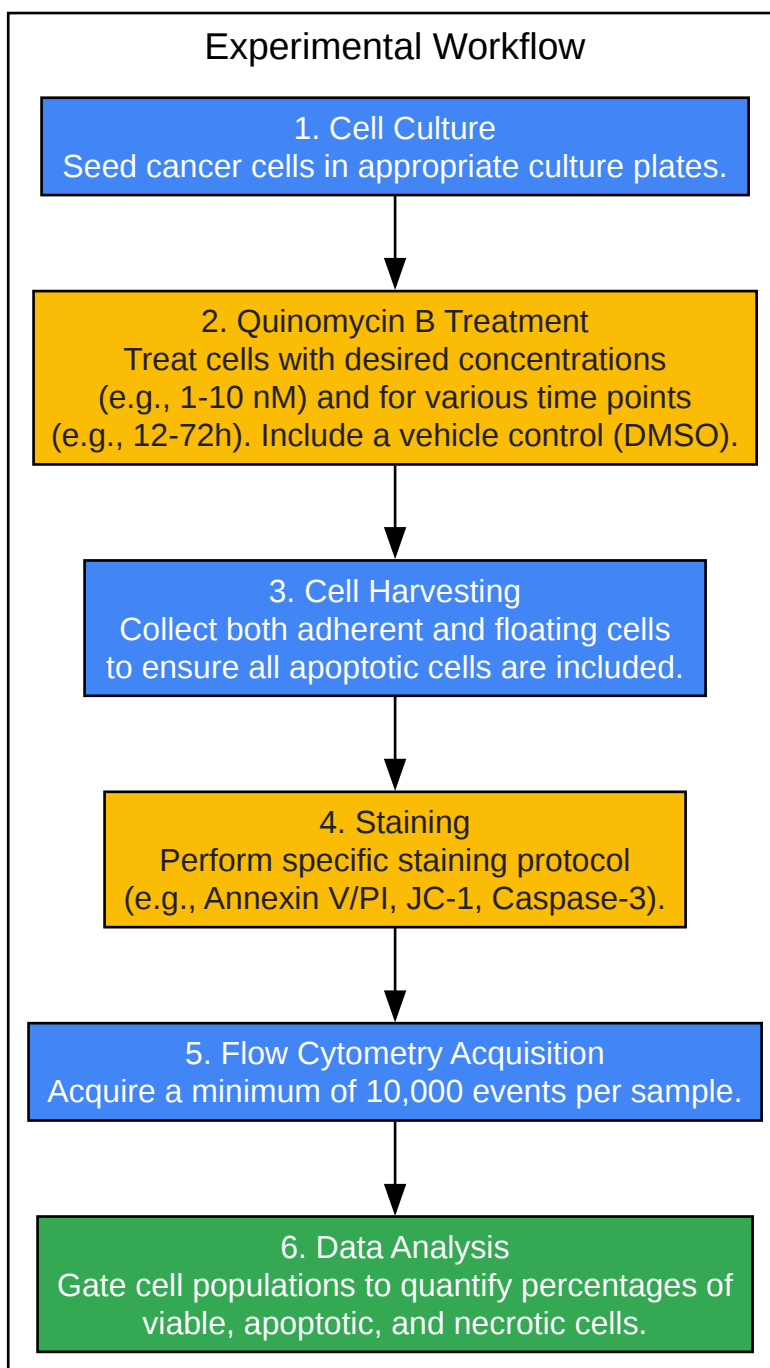 Experimental Workflow
1. Cell Culture
Seed cancer cells in appropriate culture plates.
2. Quinomycin B Treatment
Treat cells with desired concentrations
(e.g., 1-10 nM) and for various time points
(e.g., 12-72h). Include a vehicle control (DMSO).
3. Cell Harvesting
Collect both adherent and floating cells
to ensure all apoptotic cells are included.
4. Staining
Perform specific staining protocol
(e.g., Annexin V/PI, JC-1, Caspase-3).
5. Flow Cytometry Acquisition
Acquire a minimum of 10,000 events per sample.
6. Data Analysis
Gate cell populations to quantify percentages of
viable, apoptotic, and necrotic cells.